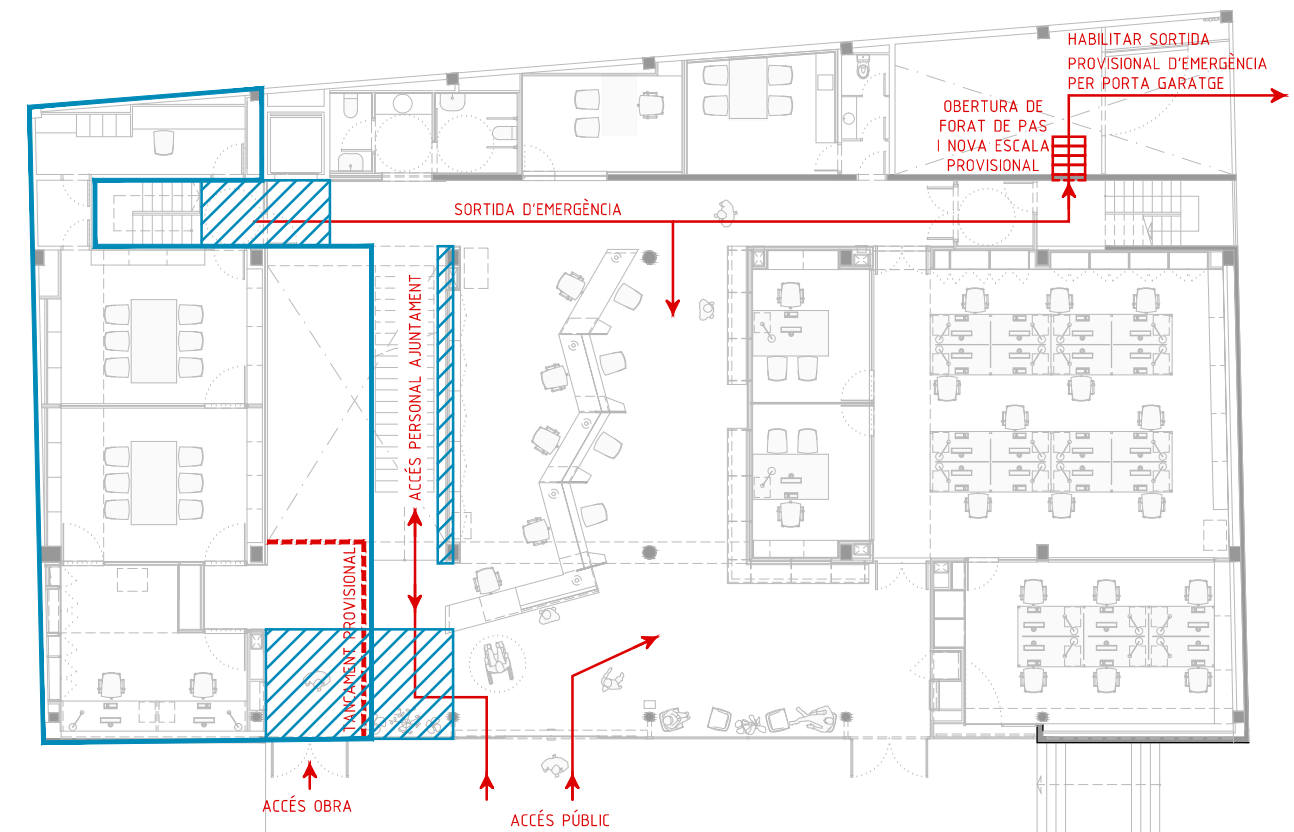 HABILITAR SORTIDA
PROVISIONAL D'EMERGÈNCIA
PER PORTA GARATGE
OBERTURA DE
FORAT DE PAS
I NOVA ESCALA
PROVISIONAL
SORTIDA D'EMERGÈNCIA
ACCÉS PERSONAL AJUNTAMENT
TANCAMENT PROVISIONAL
ACCÉS OBRA
ACCÉS PÚBLIC